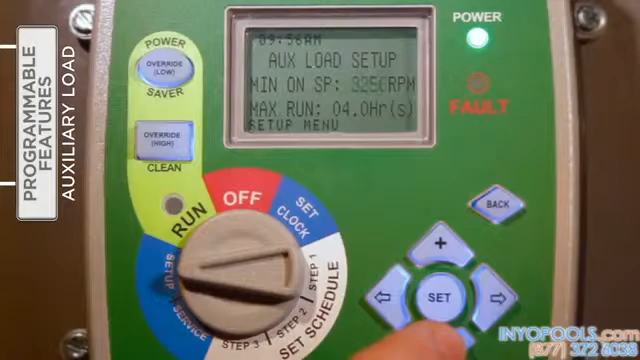 PROGRAMMABLE
FEATURES
AUXILIARY LOAD
POWER
OVERRIDE
(LOW)
SAVER
OVERRIDE
(HIGH)
CLEAN
09:56AM
AUX LOAD SETUP
MIN ON SP: 3250RPM
MAX RUN: 04.0Hr(s)
SETUP MENU
POWER
FAULT
RUN
OFF
SET
CLOCK
STEP 1
STEP 2
STEP 3
SET SCHEDULE
SETUP
SERVICE
BACK
+
SET
INYOPOOLS.com
(877) 372 6038